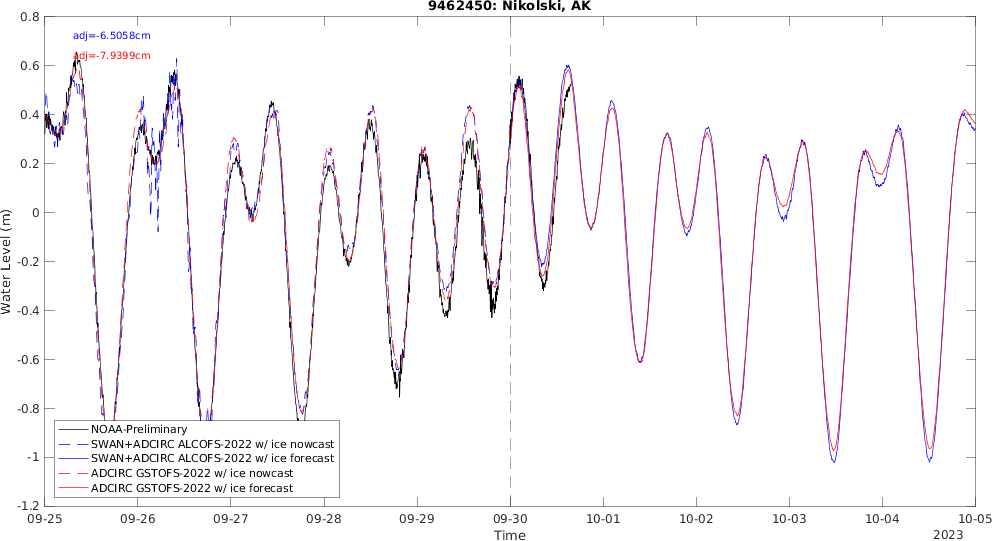 9462450: Nikolski, AK
adj=-6.5058cm
adj=-7.9399cm
Water Level (m)
0.8
0.6
0.4
0.2
0
-0.2
-0.4
-0.6
-0.8
-1
-1.2
NOAA-Preliminary
SWAN+ADCIRC ALCOFS-2022 w/ ice nowcast
SWAN+ADCIRC ALCOFS-2022 w/ ice forecast
ADCIRC GSTOFS-2022 w/ ice nowcast
ADCIRC GSTOFS-2022 w/ ice forecast
09-25 09-26 09-27 09-28 09-29 09-30 10-01 10-02 10-03 10-04 10-05
Time
2023